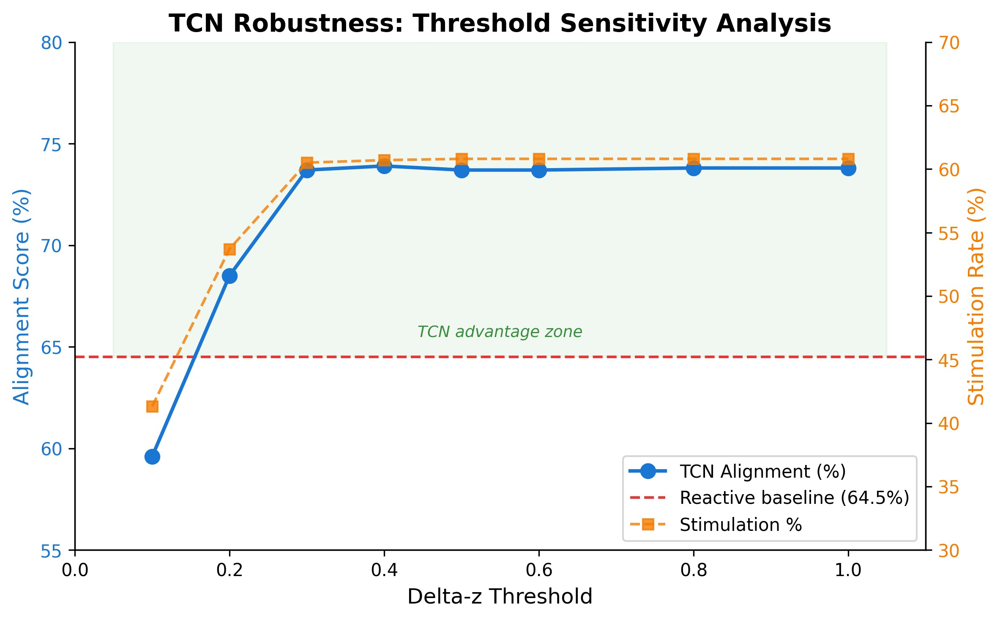 TCN Robustness: Threshold Sensitivity Analysis
Alignment Score (%)
80
75
70
65
60
55
TCN advantage zone
70
65
60
55
50
45
40
35
30
Stimulation Rate (%)
TCN Alignment (%)
Reactive baseline (64.5%)
Stimulation %
0.0 0.2 0.4 0.6 0.8 1.0
Delta-z Threshold